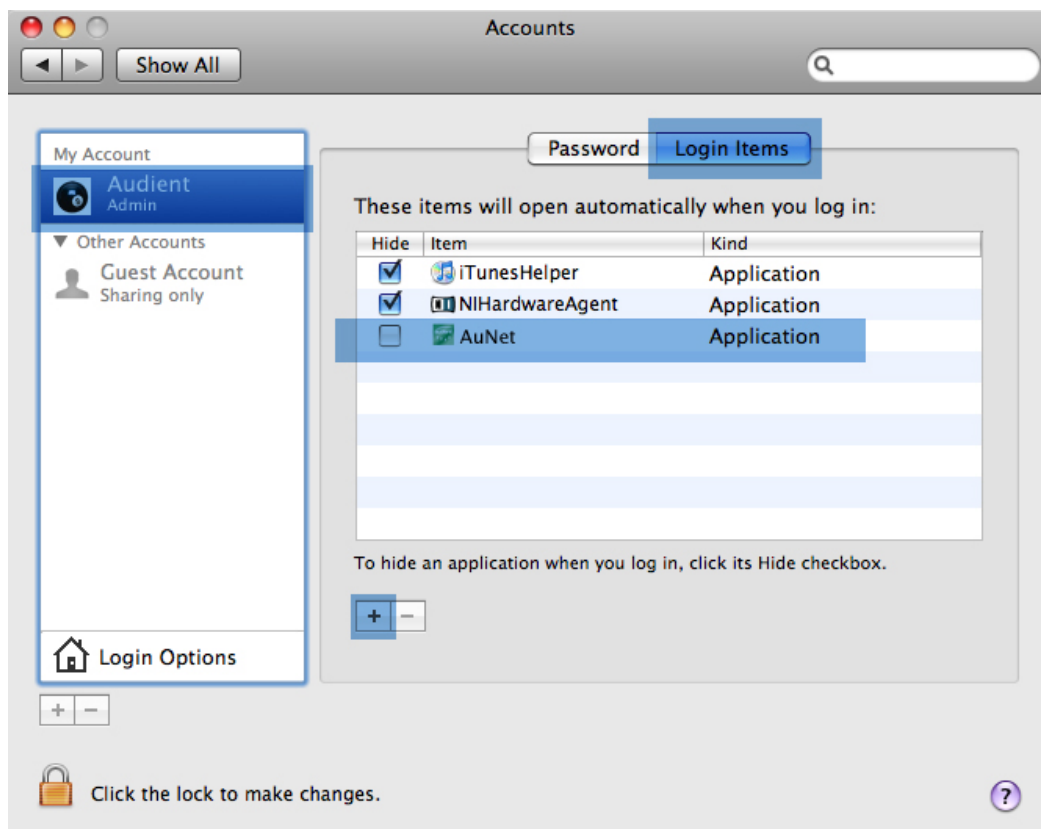 Accounts
Show All
My Account
Audient
Admin
Other Accounts
Guest Account
Sharing only
Login Options
Password Login Items
These items will open automatically when you log in:
Hide Item Kind
iTunesHelper Application
NIHardwareAgent Application
AuNet Application
To hide an application when you log in, click its Hide checkbox.
+ −
+ −
Click the lock to make changes.
?